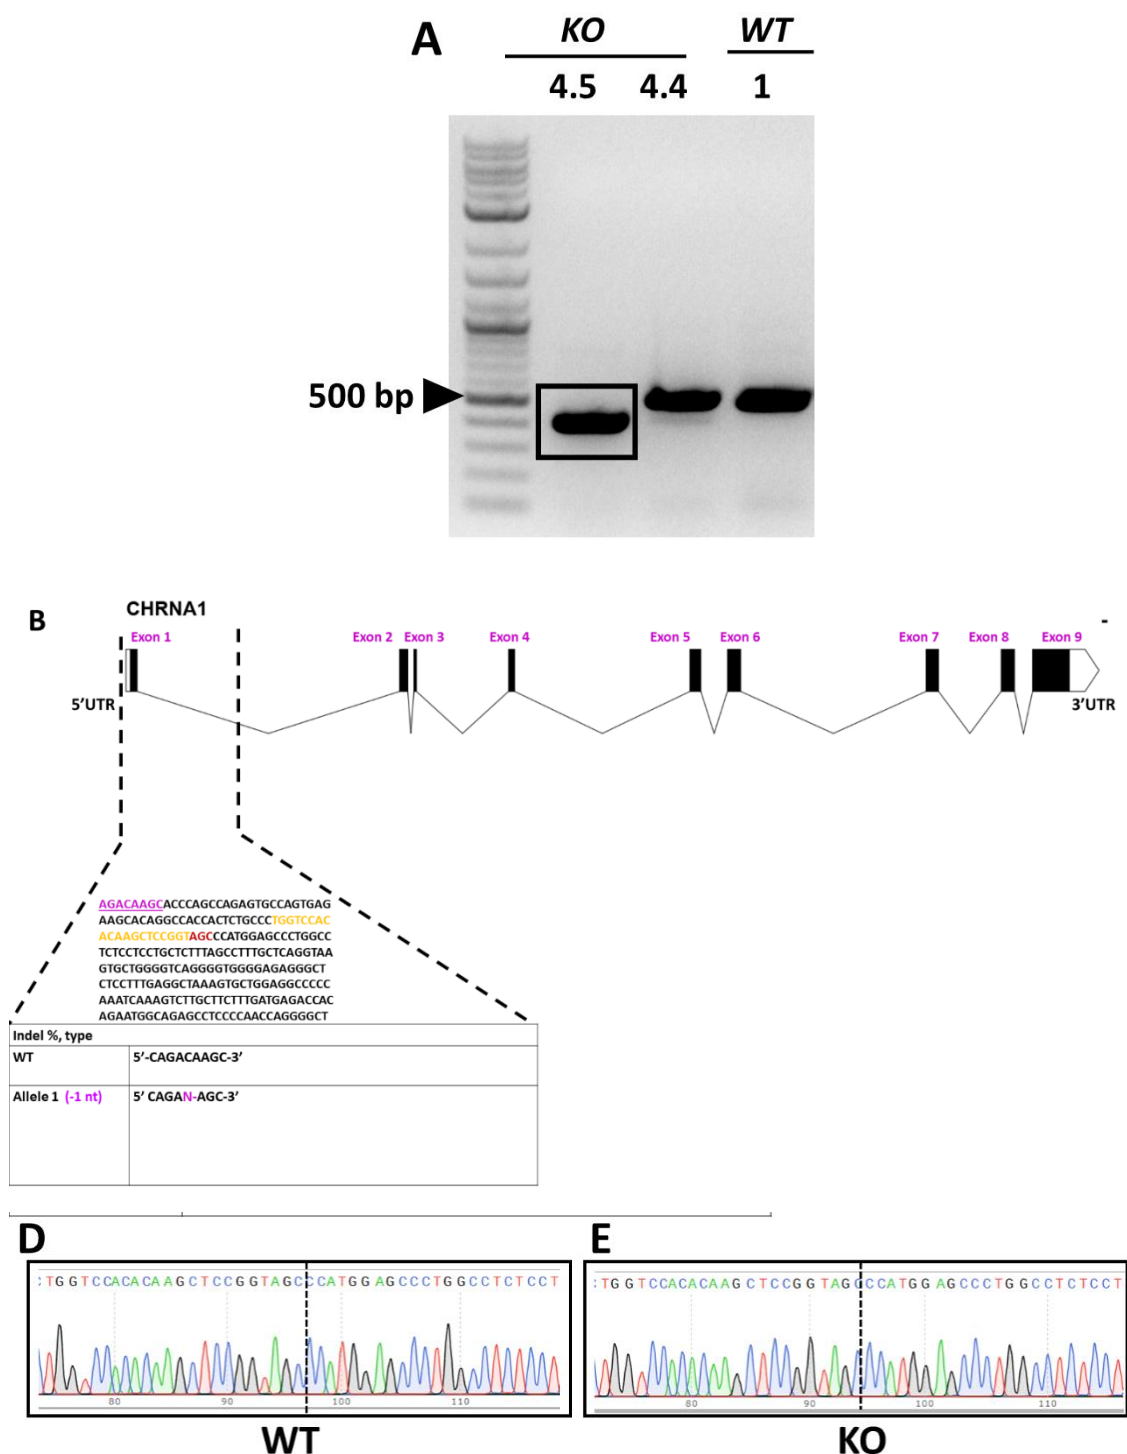 A
KO
WT
4.5 4.4 1
500 bp
B
CHRNA1
Exon 1 Exon 2 Exon 3 Exon 4 Exon 5 Exon 6 Exon 7 Exon 8 Exon 9
-
5'UTR
3'UTR
AGACAAGCACCCAGCCAGAGTGCCAGTGAG
AAGCACAGGCCACCACTCTGCCCTGGTCCAC
ACAAGCTCCGGTAGCCCATGGAGCCCTGGCC
TCTCCTCCTGCTCTTTAGCCTTTGCTCAGGTAA
GTGCTGGGGTCAGGGGTGGGGAGAGGGCT
CTCCTTTGAGGCTAAAGTGCTGGAGGCCCCC
AAATCAAAGTCTTGCTTCTTTGATGAGACCAC
AGAATGGCAGAGCCTCCCCAACCAGGGGCT
Indel %, type
WT 5'-CAGACAAGC-3'
Allele 1 (-1 nt) 5' CAGAN-AGC-3'
D
E
TGGTCCACACAAGCTCCGGTAGCCCATGGAGCCCTGGCCTCTCCT
80 90 100 110
WT
CTGGTCCACACAAGCTCCGGTAGCCCATGGAGCCCTGGCCTCTCCT
80 90 100 110
KO